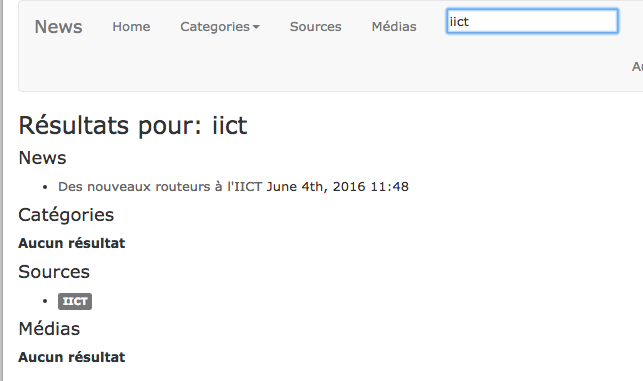 News Home Categories Sources Médias iict
Résultats pour: iict
News
• Des nouveaux routeurs à l'IICT June 4th, 2016 11:48
Catégories
Aucun résultat
Sources
• IICT
Médias
Aucun résultat